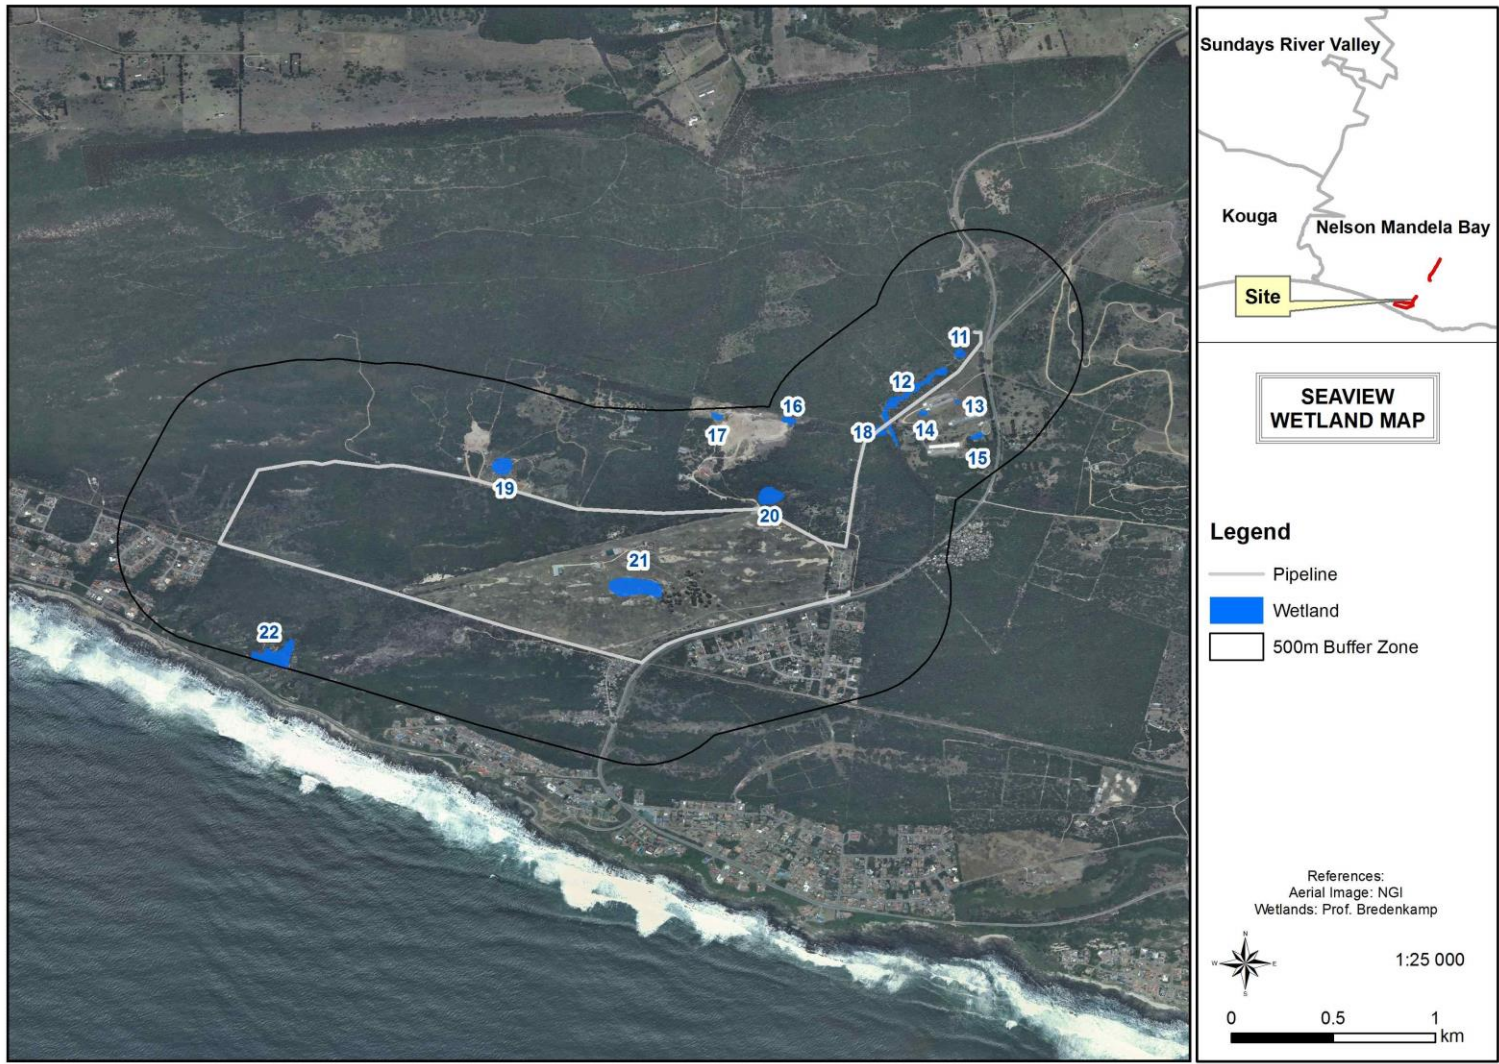 11
12
13
14
15
16
17
18
19
20
21
22
Sundays River Valley
Kouga
Nelson Mandela Bay
Site
SEAVIEW
WETLAND MAP
Legend
Pipeline
Wetland
500m Buffer Zone
References:
Aerial Image: NGI
Wetlands: Prof. Bredenkamp
N
W
E
S
1:25 000
0
0.5
1
km